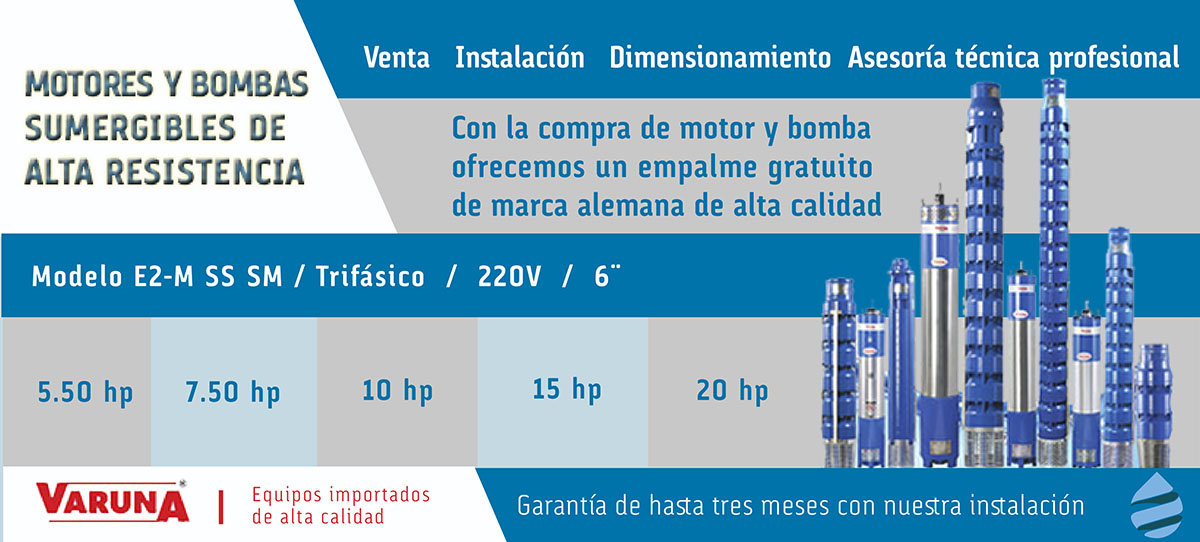 Venta Instalación Dimensionamiento Asesoría técnica profesional
MOTORES Y BOMBAS
SUMERGIBLES DE
ALTA RESISTENCIA
Con la compra de motor y bomba
ofrecemos un empalme gratuito
de marca alemana de alta calidad
Modelo E2-M SS SM / Trifásico / 220V / 6¨
5.50 hp 7.50 hp 10 hp 15 hp 20 hp
VARUNA®
Equipos importados
de alta calidad
Garantía de hasta tres meses con nuestra instalación